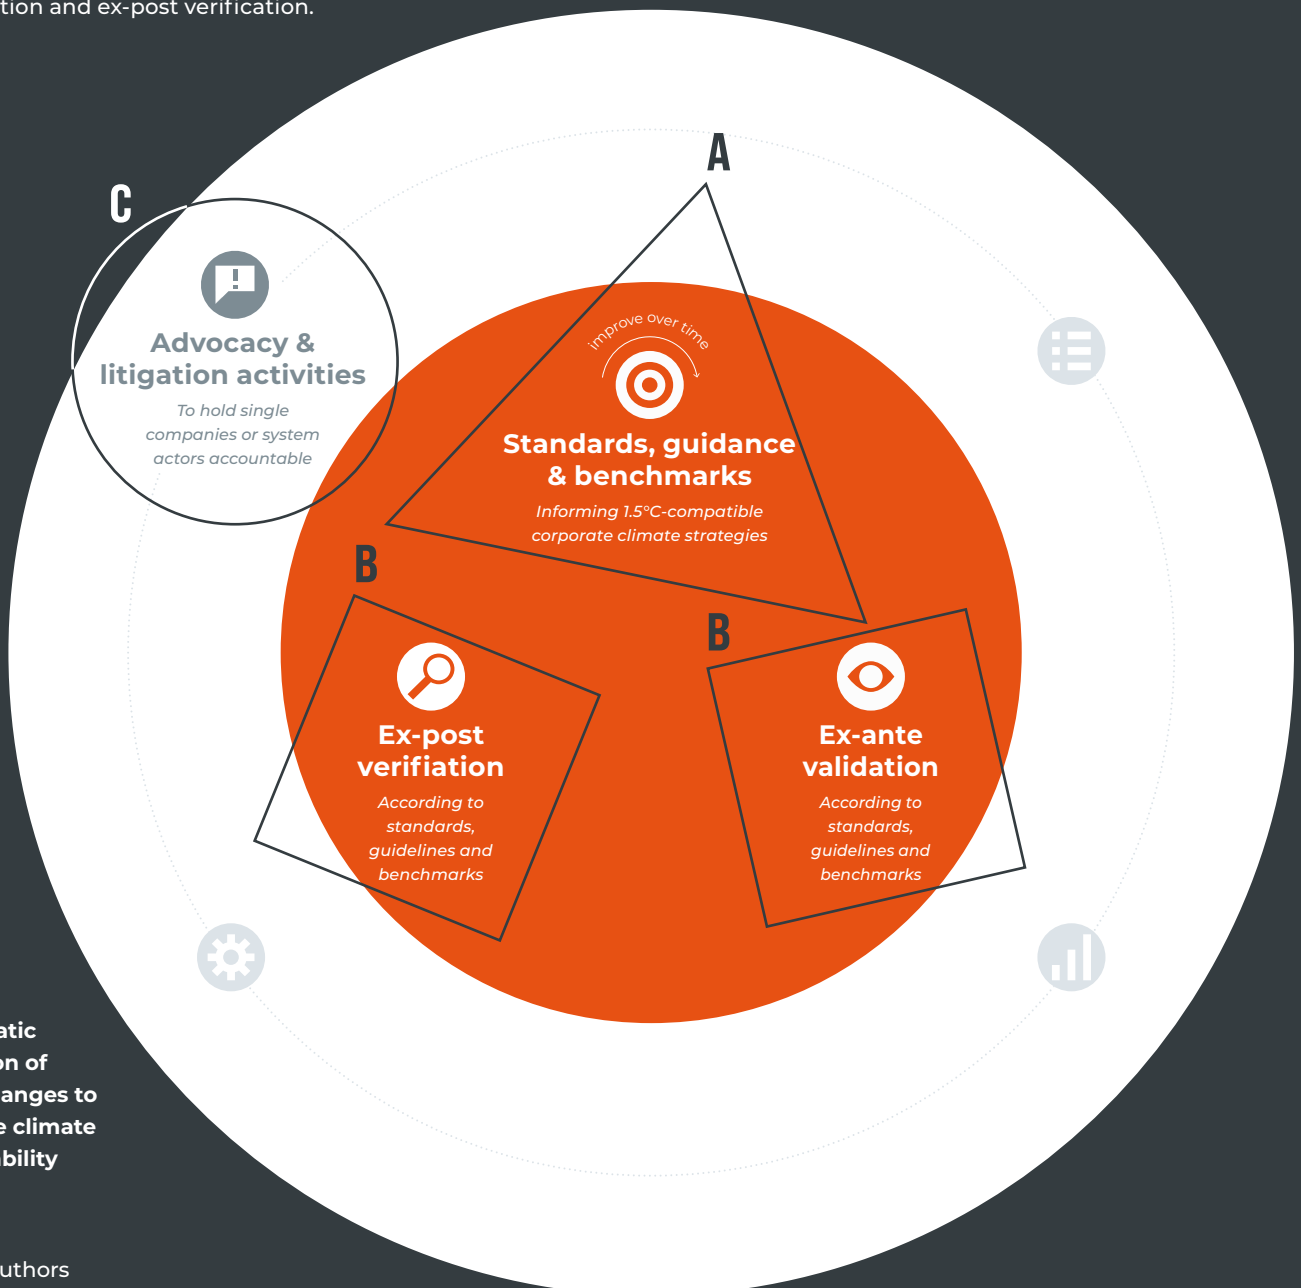 tion and ex-post verification.
A
C
improve over time
Advocacy &
litigation activities
To hold single
companies or system
actors accountable
Standards, guidance
& benchmarks
Informing 1.5°C-compatible
corporate climate strategies
B
B
Ex-post
verifiation
According to
standards,
guidelines and
benchmarks
Ex-ante
validation
According to
standards,
guidelines and
benchmarks
atic
on of
anges to
e climate
ability
uthors